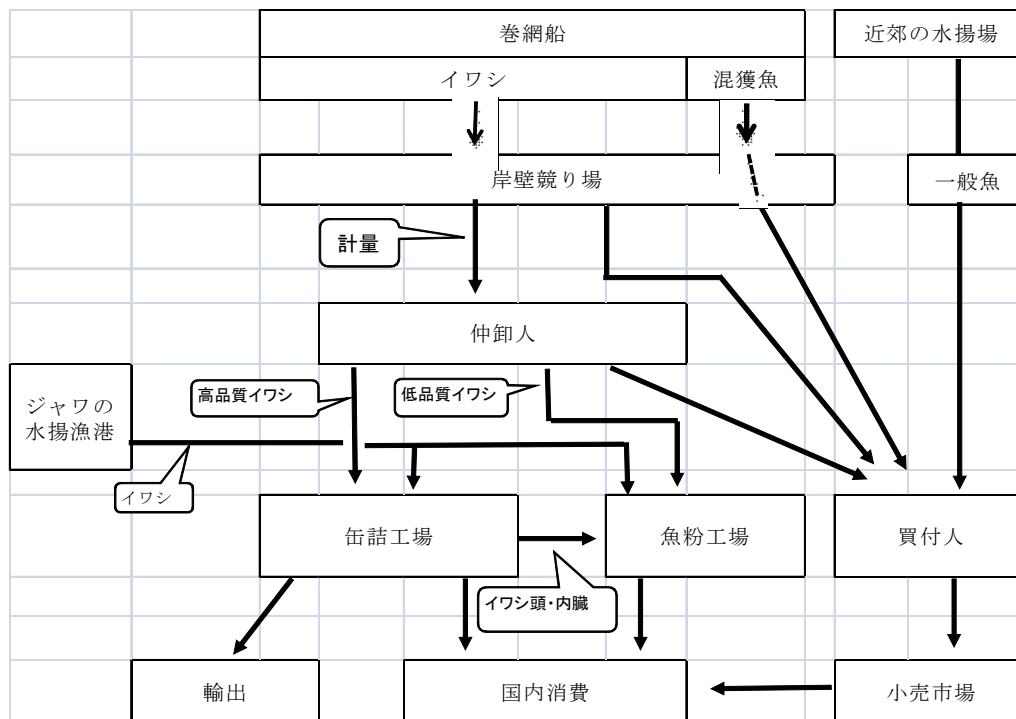 巻網船
近郊の水揚場
イワシ
混獲魚
岸壁競り場
一般魚
計量
仲卸人
高品質イワシ
低品質イワシ
ジャワの
水揚漁港
イワシ
缶詰工場
魚粉工場
買付人
イワシ頭・内臓
輸出
国内消費
小売市場